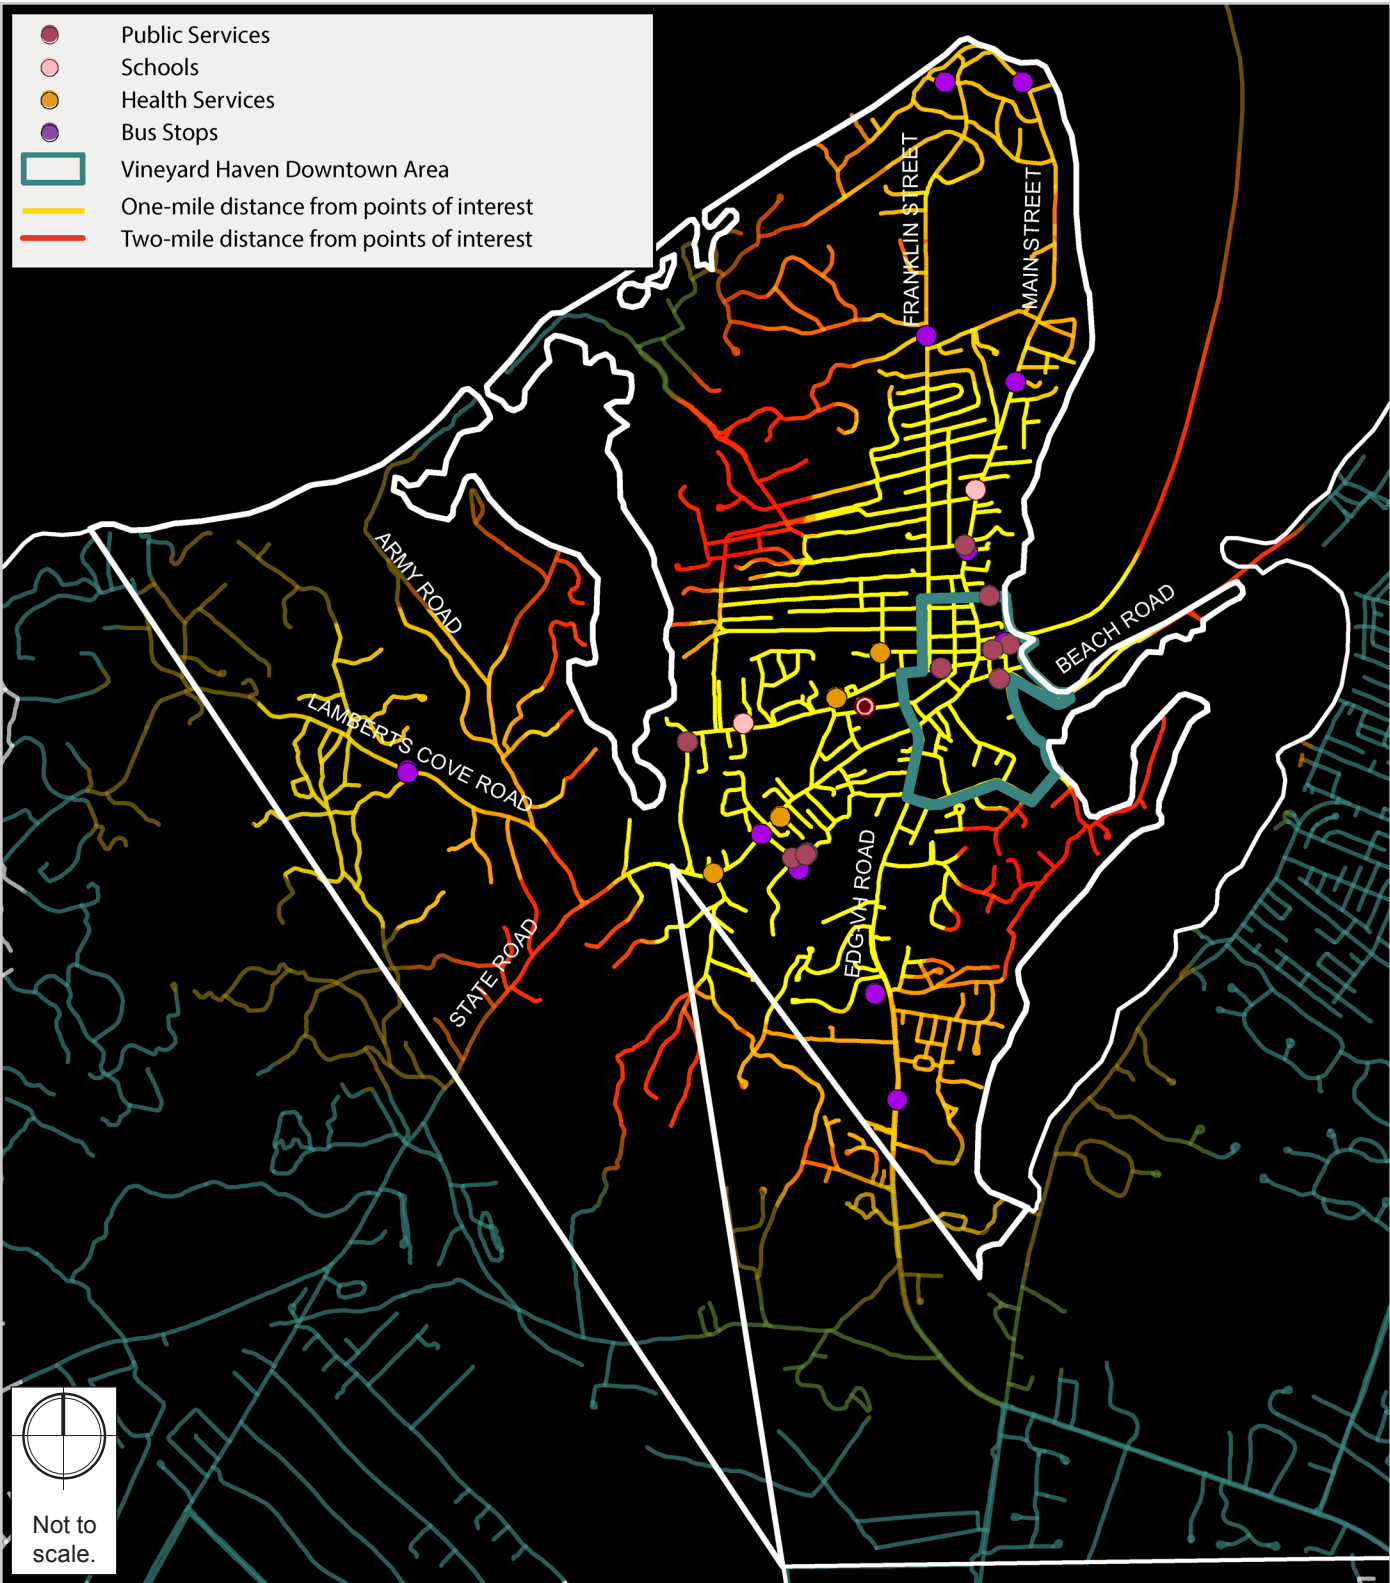 Public Services
Schools
Health Services
Bus Stops
Vineyard Haven Downtown Area
One-mile distance from points of interest
Two-mile distance from points of interest
FRANKLIN STREET
MAIN STREET
ARMY ROAD
BEACH ROAD
LAMBERTS COVE ROAD
EDG-VH ROAD
STATE ROAD
Not to
scale.